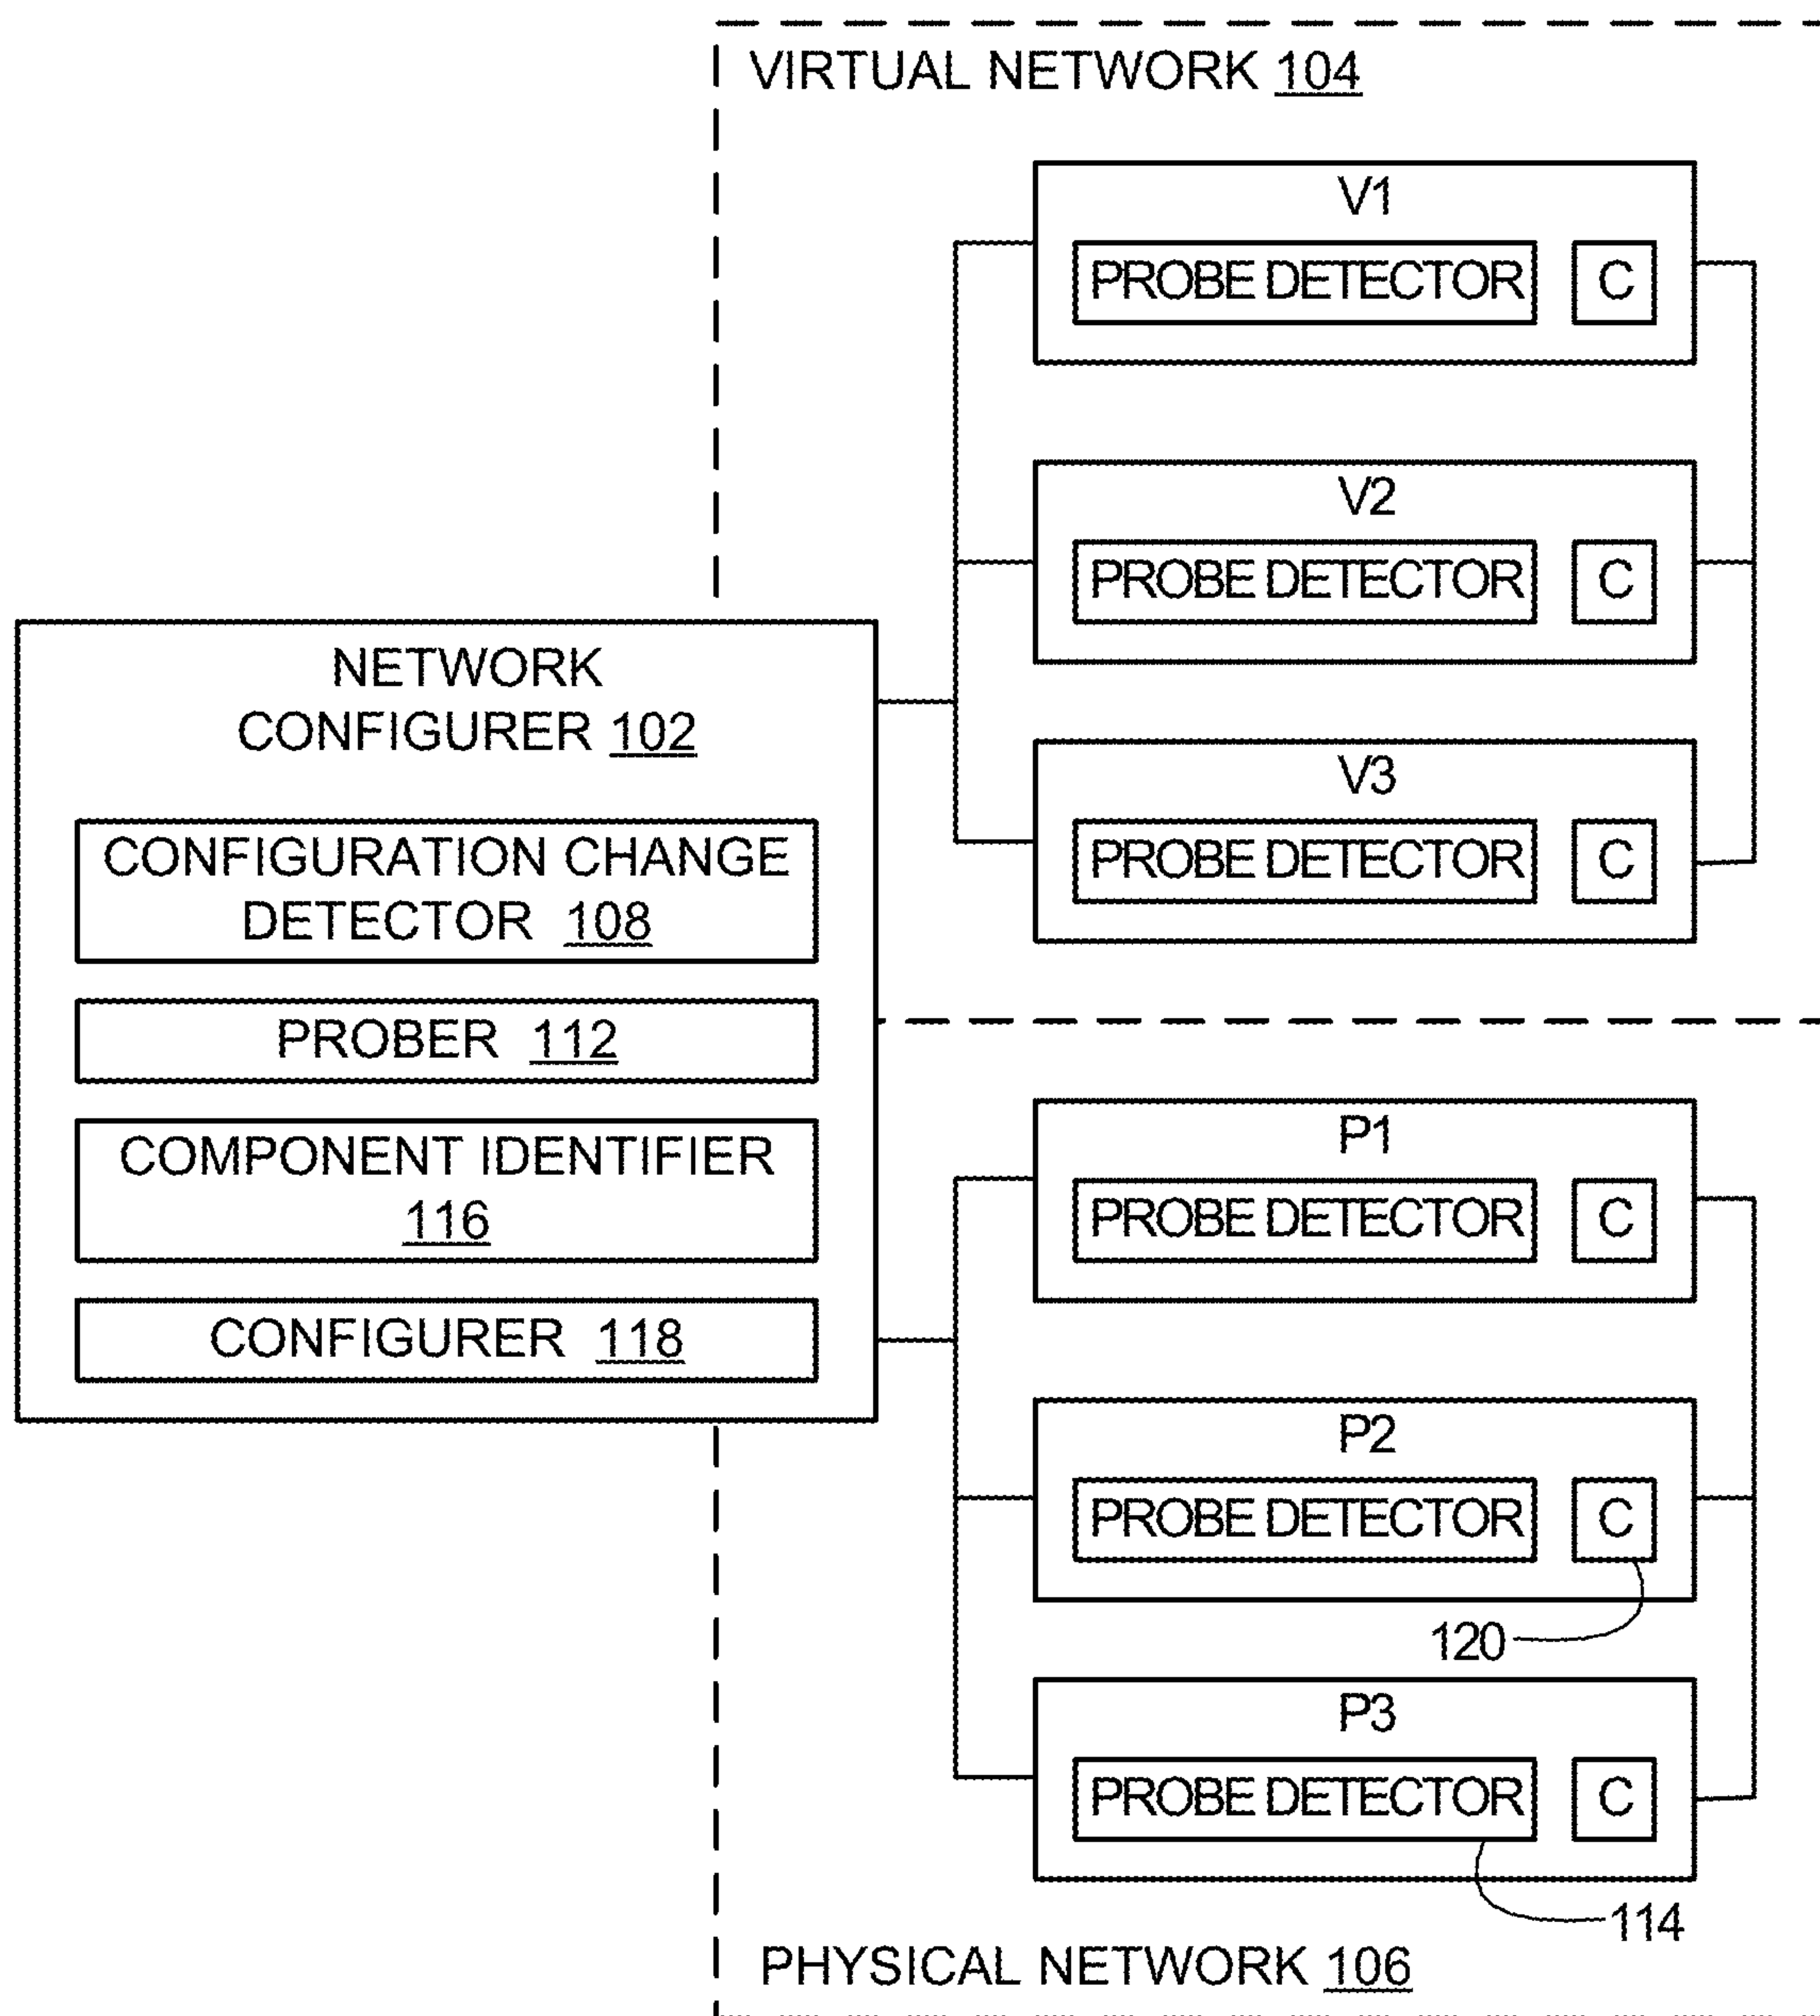 VIRTUAL NETWORK 104
V1
PROBE DETECTOR C
V2
PROBE DETECTOR C
V3
PROBE DETECTOR C
NETWORK
CONFIGURER 102
CONFIGURATION CHANGE
DETECTOR 108
PROBER 112
COMPONENT IDENTIFIER
116
CONFIGURER 118
P1
PROBE DETECTOR C
P2
PROBE DETECTOR C
120
P3
PROBE DETECTOR C
114
PHYSICAL NETWORK 106